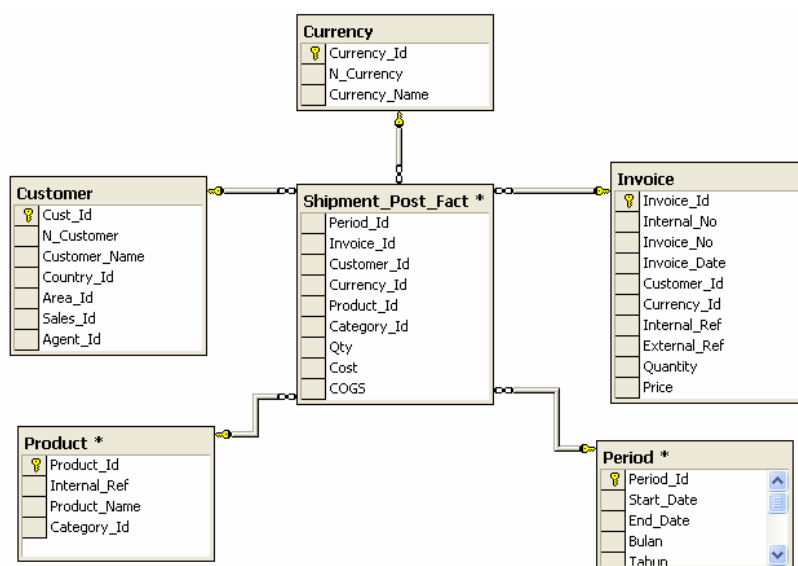 Currency
Currency_Id
N_Currency
Currency_Name
Customer
Cust_Id
N_Customer
Customer_Name
Country_Id
Area_Id
Sales_Id
Agent_Id
Shipment_Post_Fact *
Period_Id
Invoice_Id
Customer_Id
Currency_Id
Product_Id
Category_Id
Qty
Cost
COGS
Invoice
Invoice_Id
Internal_No
Invoice_No
Invoice_Date
Customer_Id
Currency_Id
Internal_Ref
External_Ref
Quantity
Price
Product *
Product_Id
Internal_Ref
Product_Name
Category_Id
Period *
Period_Id
Start_Date
End_Date
Bulan
Tahun